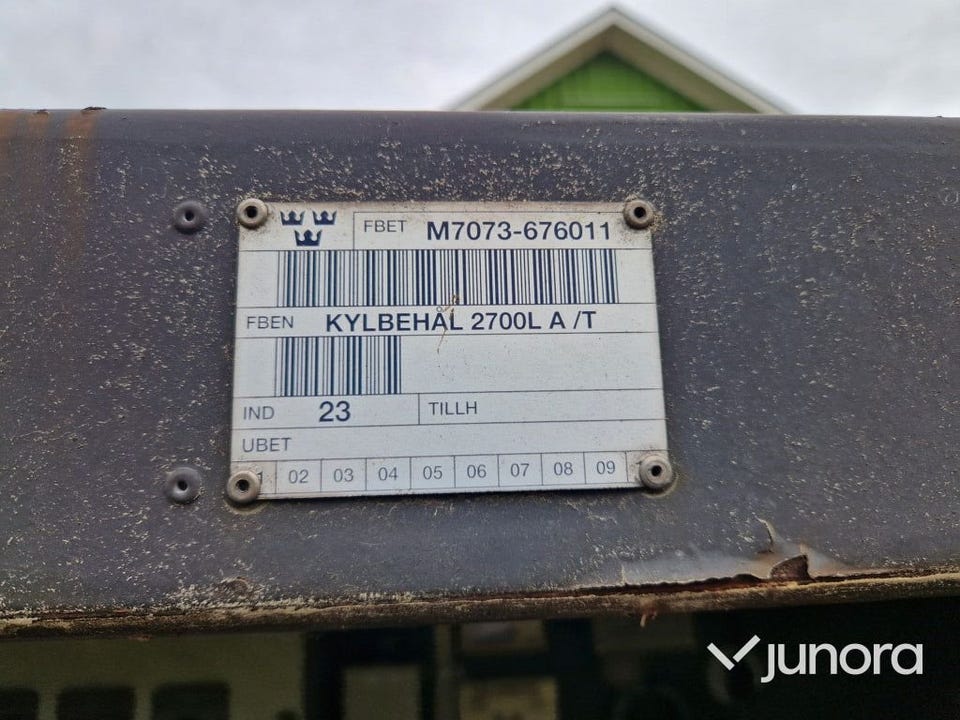 FBET M7073-676011
FBEN KYLBEHÅL 2700L A /T
IND 23 TILLH
UBET
02 03 04 05 06 07 08 09
junora